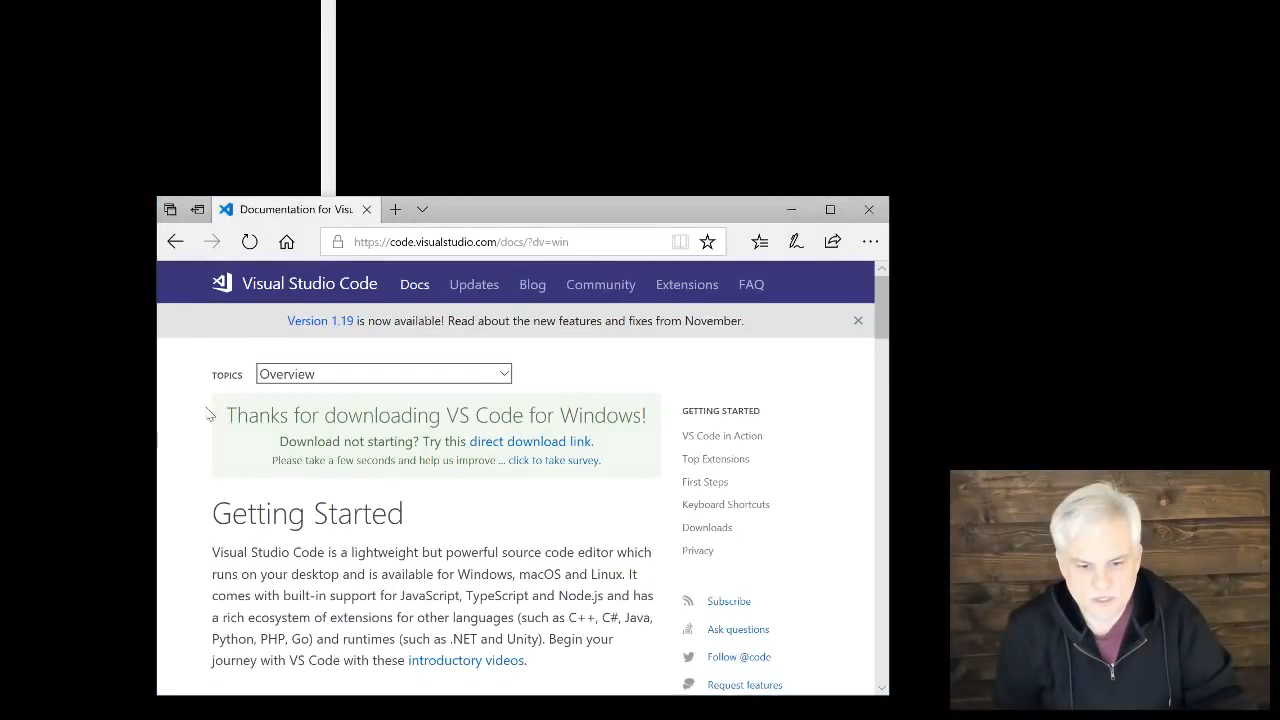 Documentation for Visu
https://code.visualstudio.com/docs/?dv=win
Visual Studio Code
Docs
Updates
Blog
Community
Extensions
FAQ
Version 1.19 is now available! Read about the new features and fixes from November.
TOPICS
Overview
Thanks for downloading VS Code for Windows!
Download not starting? Try this direct download link.
Please take a few seconds and help us improve ... click to take survey.
Getting Started
Visual Studio Code is a lightweight but powerful source code editor which
runs on your desktop and is available for Windows, macOS and Linux. It
comes with built-in support for JavaScript, TypeScript and Node.js and has
a rich ecosystem of extensions for other languages (such as C++, C#, Java,
Python, PHP, Go) and runtimes (such as .NET and Unity). Begin your
journey with VS Code with these introductory videos.
GETTING STARTED
VS Code in Action
Top Extensions
First Steps
Keyboard Shortcuts
Downloads
Privacy
Subscribe
Ask questions
Follow @code
Request features